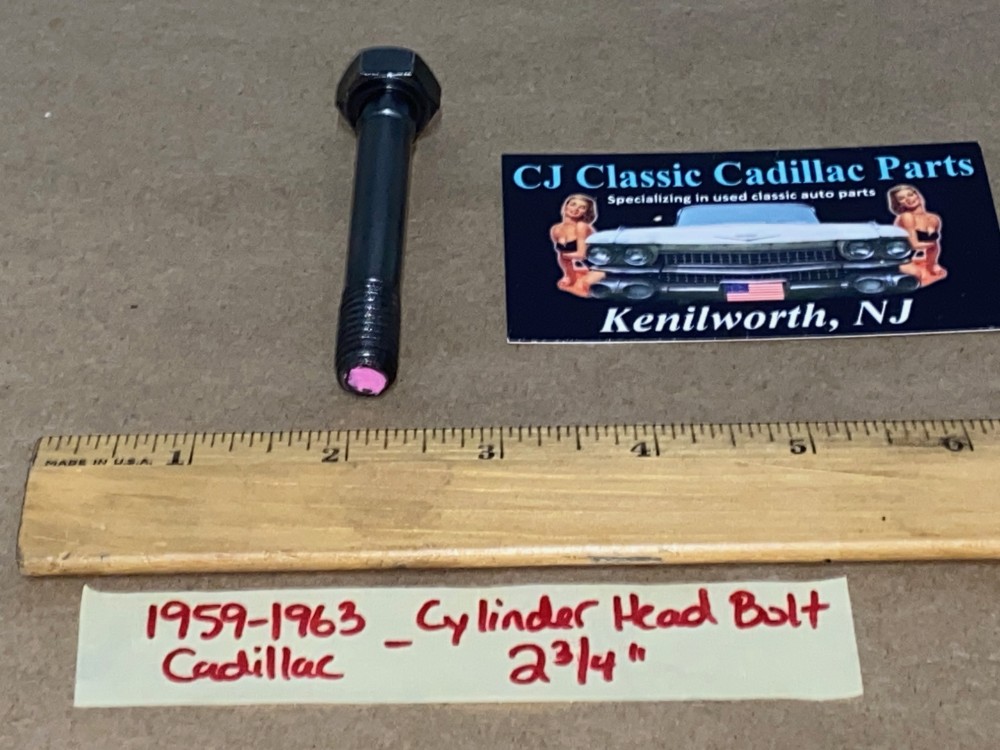 CJ Classic Cadillac Parts
Specializing in used classic auto parts
Kenilworth, NJ
1 2 3 4 5 6
MADE IN U.S.A.
1959-1963 - Cylinder Head Bolt
Cadillac 2 3/4"